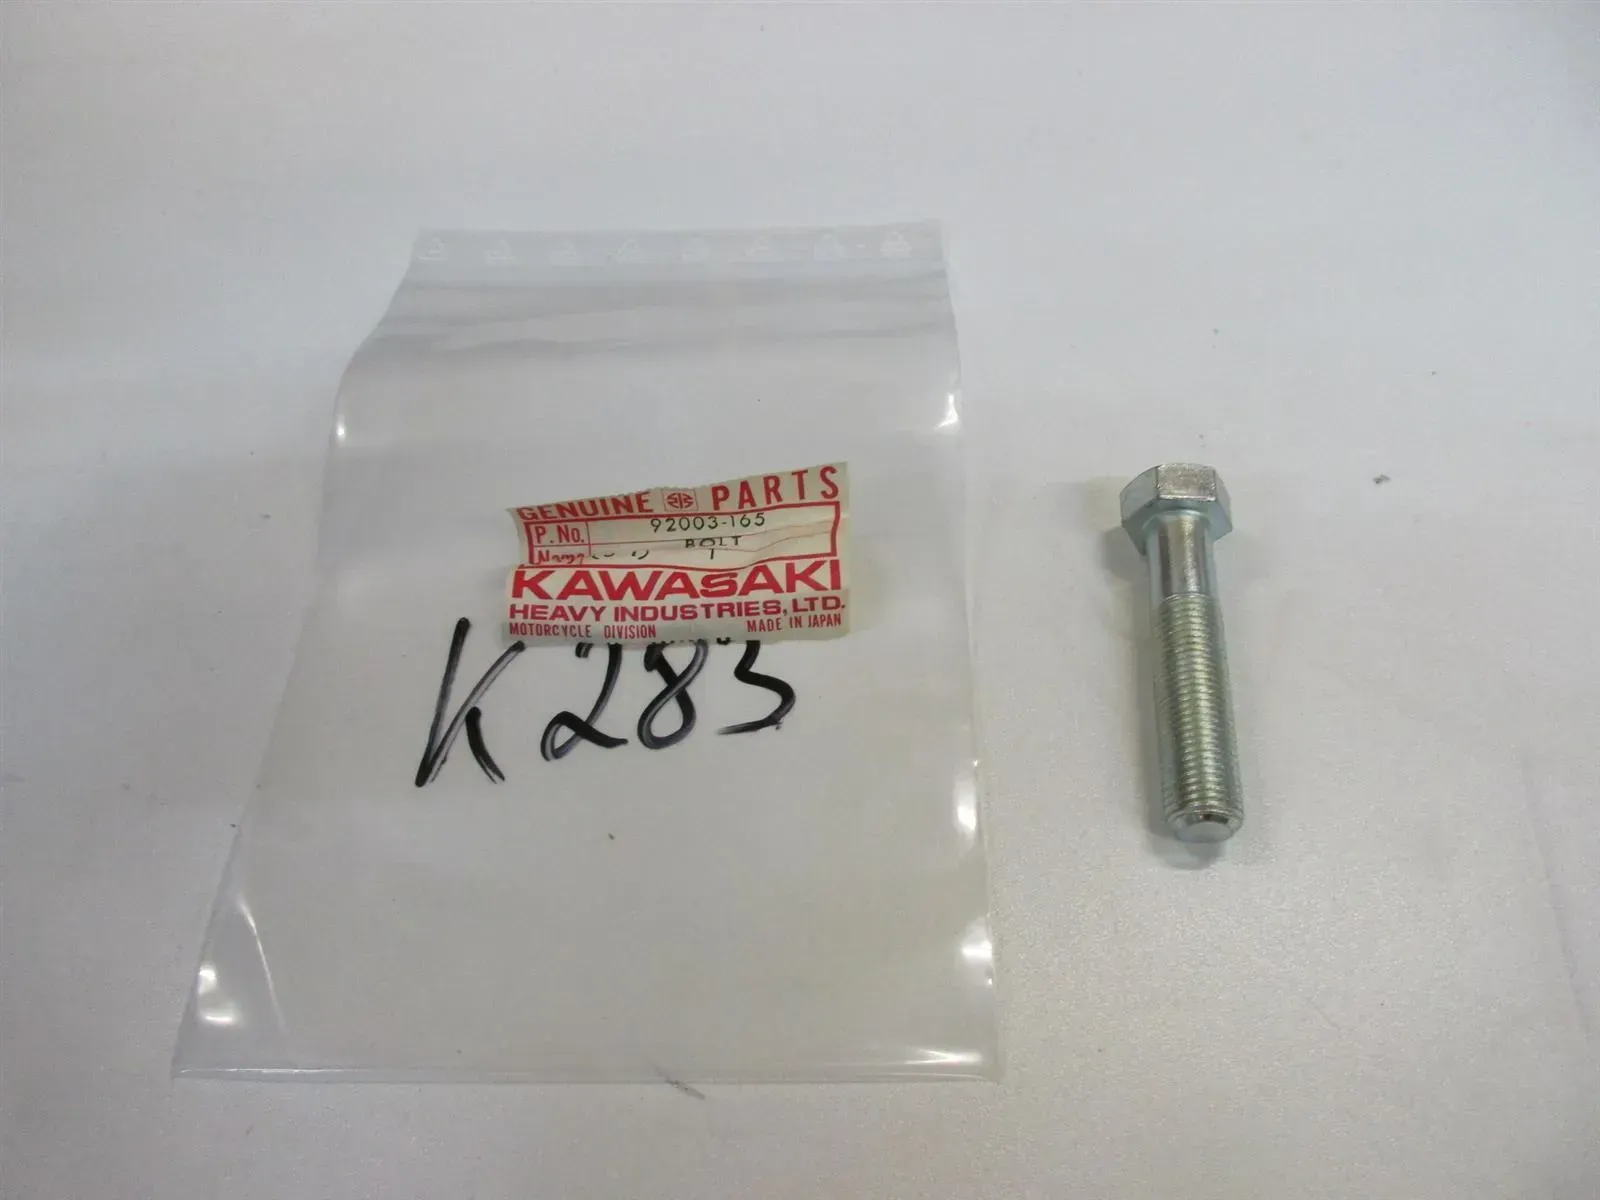 GENUINE PARTS
P. No. 92003-165
BOLT
KAWASAKI
HEAVY INDUSTRIES, LTD.
MOTORCYCLE DIVISION MADE IN JAPAN
K283